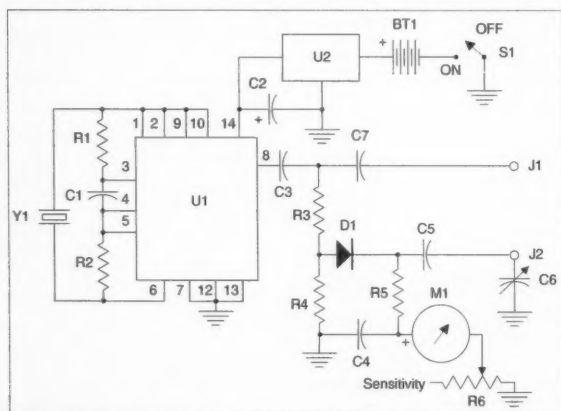 OFF
BT1
+
S1
U2
ON
C2
+
1 2 9 10 14
R1
C7
3
8
J1
C1
4
U1
C3
5
Y1
R3
D1
C5
R2
J2
6 7 12 13
R4
R5
M1
C6
C4
+
Sensitivity
R6